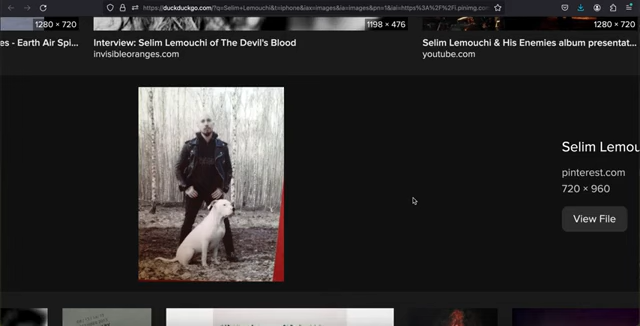 https://duckduckgo.com/?q=Selim+Lemouchi&t=iphone&iax=images&ia=images&pn=1&iai=https%3A%2F%2Fi.pinimg.com
1280 × 720
1198 × 476
1280 × 720
es - Earth Air Spi...
Interview: Selim Lemouchi of The Devil's Blood
Selim Lemouchi & His Enemies album presentat...
invisibleoranges.com
youtube.com
Selim Lemou
pinterest.com
720 × 960
View File